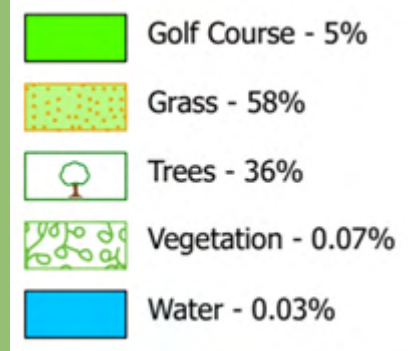 Golf Course - 5%
Grass - 58%
Trees - 36%
Vegetation - 0.07%
Water - 0.03%